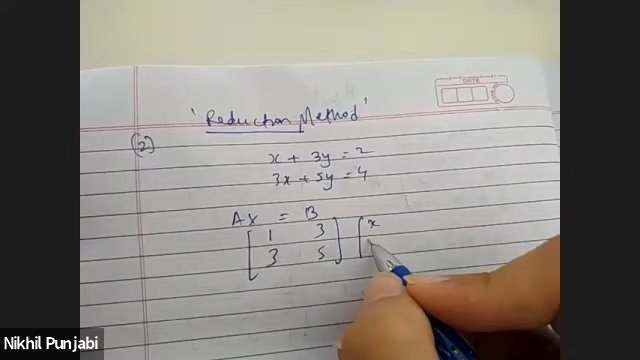 'Reduction Method'
DATE
(2)
x + 3y = 2
3x + 5y = 4
AX = B
[ 1 3 ] [ x
[ 3 5 ] [
Nikhil Punjabi